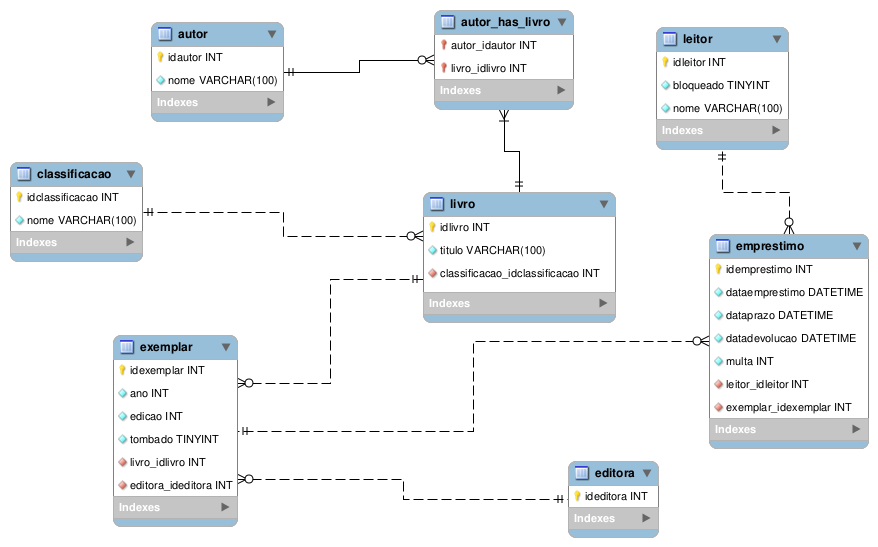 autor
idautor INT
nome VARCHAR(100)
Indexes
autor_has_livro
autor_idautor INT
livro_idlivro INT
Indexes
leitor
idleitor INT
bloqueado TINYINT
nome VARCHAR(100)
Indexes
classificacao
idclassificacao INT
nome VARCHAR(100)
Indexes
livro
idlivro INT
titulo VARCHAR(100)
classificacao_idclassificacao INT
Indexes
emprestimo
idemprestimo INT
dataemprestimo DATETIME
dataprazo DATETIME
datadevolucao DATETIME
multa INT
leitor_idleitor INT
exemplar_idexemplar INT
Indexes
exemplar
idexemplar INT
ano INT
edicao INT
tombado TINYINT
livro_idlivro INT
editora_ideditora INT
Indexes
editora
ideditora INT
Indexes